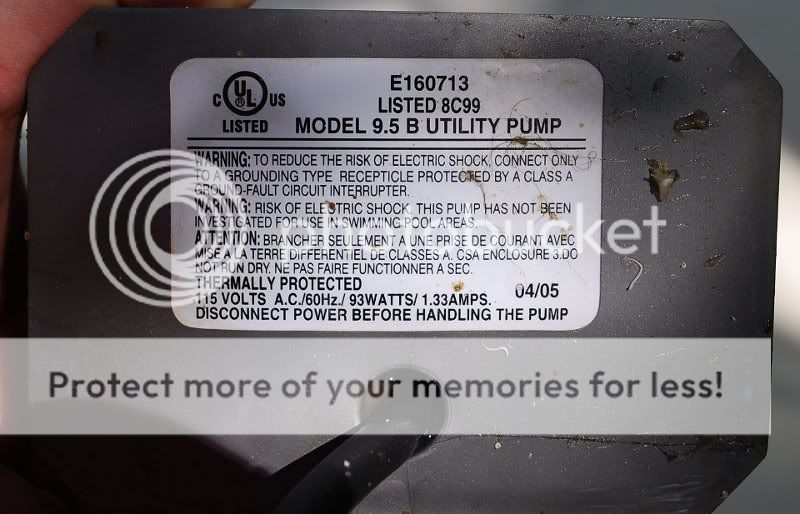 E160713
LISTED 8C99
C UL ® US
LISTED
MODEL 9.5 B UTILITY PUMP
WARNING: TO REDUCE THE RISK OF ELECTRIC SHOCK, CONNECT ONLY
TO A GROUNDING TYPE RECEPTICLE PROTECTED BY A CLASS A
GROUND-FAULT CIRCUIT INTERRUPTER.
WARNING: RISK OF ELECTRIC SHOCK. THIS PUMP HAS NOT BEEN
INVESTIGATED FOR USE IN SWIMMING POOL AREAS.
ATTENTION: BRANCHER SEULEMENT A UNE PRISE DE COURANT AVEC
MISE A LA TERRE DIFFERENTIEL DE CLASSES A. CSA ENCLOSURE 3.DO
NOT RUN DRY. NE PAS FAIRE FUNCTIONNER A SEC.
THERMALLY PROTECTED
115 VOLTS A.C./60Hz./ 93WATTS/ 1.33AMPS.
04/05
DISCONNECT POWER BEFORE HANDLING THE PUMP
photobucket
Protect more of your memories for less!